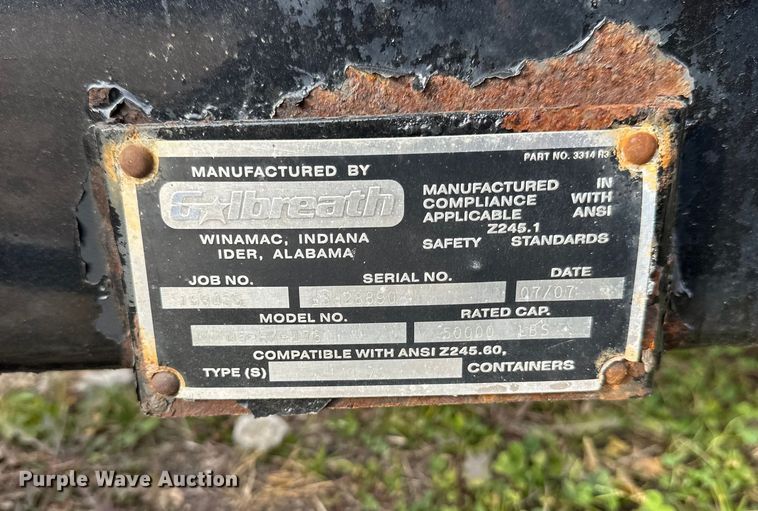 PART NO. 3314 R3
MANUFACTURED BY
Galbreath
WINAMAC, INDIANA
IDER, ALABAMA
MANUFACTURED IN
COMPLIANCE WITH
APPLICABLE ANSI
Z245.1
SAFETY STANDARDS
JOB NO.
SERIAL NO.
DATE
07/07
MODEL NO.
RATED CAP.
50000 LBS
COMPATIBLE WITH ANSI Z245.60,
TYPE (S)
CONTAINERS
Purple Wave Auction